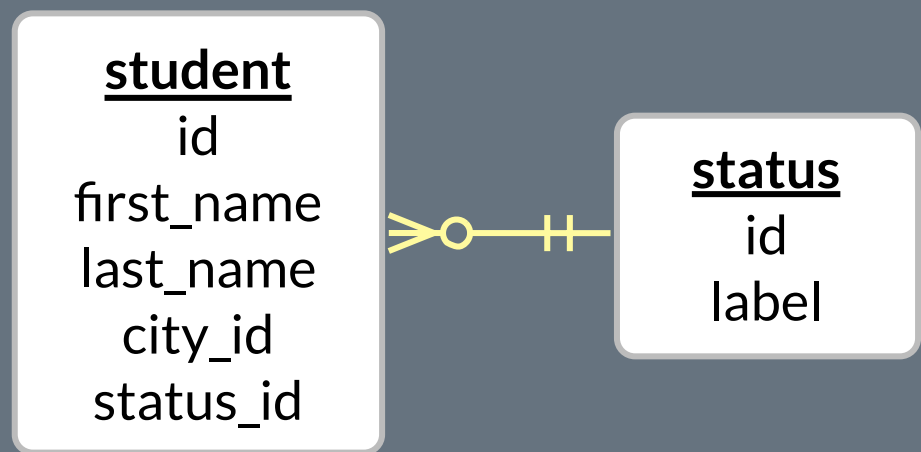 student
id
first_name
last_name
city_id
status_id
status
id
label